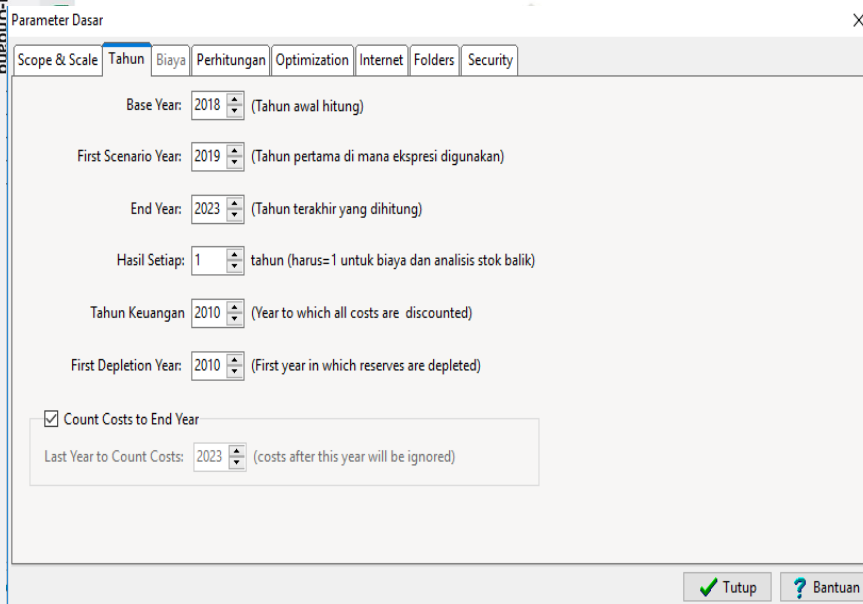 Parameter Dasar
Scope & Scale Tahun Biaya Perhitungan Optimization Internet Folders Security
Base Year: 2018 (Tahun awal hitung)
First Scenario Year: 2019 (Tahun pertama di mana ekspresi digunakan)
End Year: 2023 (Tahun terakhir yang dihitung)
Hasil Setiap: 1 tahun (harus=1 untuk biaya dan analisis stok balik)
Tahun Keuangan 2010 (Year to which all costs are discounted)
First Depletion Year: 2010 (First year in which reserves are depleted)
Count Costs to End Year
Last Year to Count Costs: 2023 (costs after this year will be ignored)
Tutup ? Bantuan